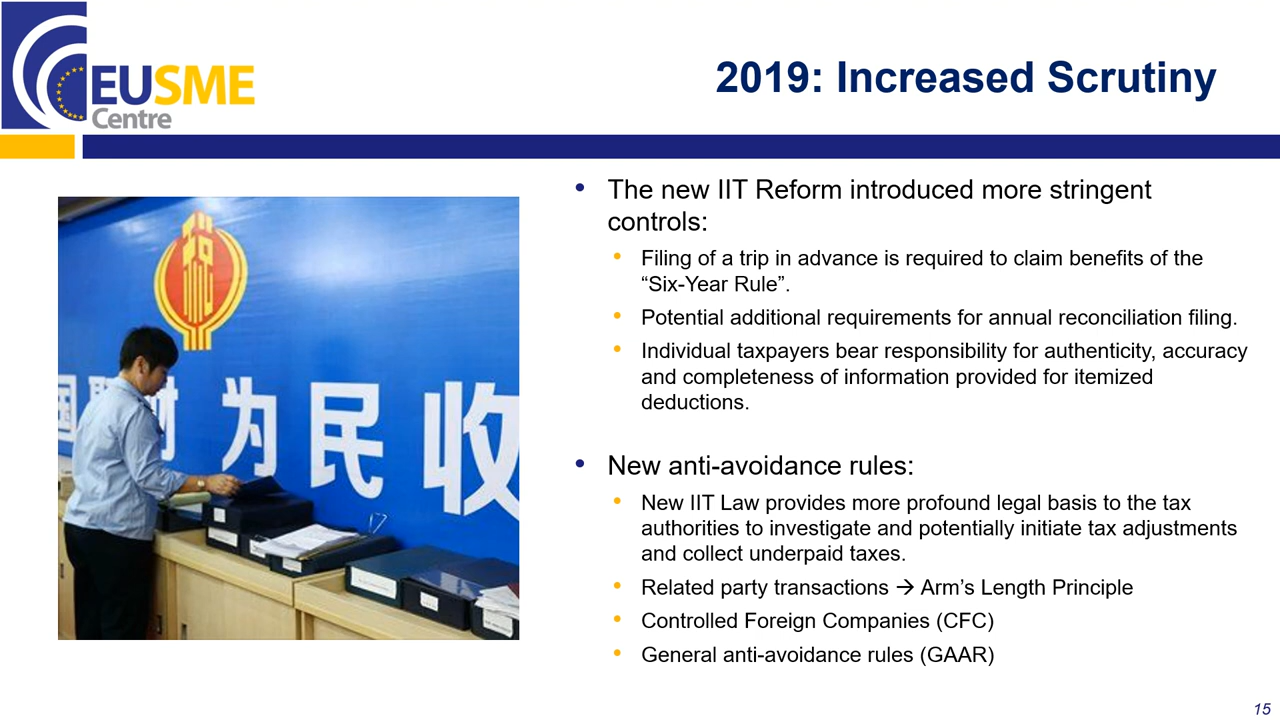 EUSME
Centre
2019: Increased Scrutiny
税
国聚财 为民收
• The new IIT Reform introduced more stringent
controls:
• Filing of a trip in advance is required to claim benefits of the
“Six-Year Rule”.
• Potential additional requirements for annual reconciliation filing.
• Individual taxpayers bear responsibility for authenticity, accuracy
and completeness of information provided for itemized
deductions.
• New anti-avoidance rules:
• New IIT Law provides more profound legal basis to the tax
authorities to investigate and potentially initiate tax adjustments
and collect underpaid taxes.
• Related party transactions → Arm’s Length Principle
• Controlled Foreign Companies (CFC)
• General anti-avoidance rules (GAAR)
15